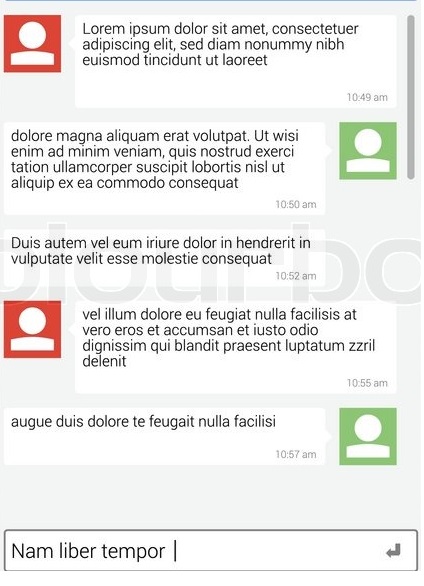 Lorem ipsum dolor sit amet, consectetuer
adipiscing elit, sed diam nonummy nibh
euismod tincidunt ut laoreet
10:49 am
dolore magna aliquam erat volutpat. Ut wisi
enim ad minim veniam, quis nostrud exerci
tation ullamcorper suscipit lobortis nisl ut
aliquip ex ea commodo consequat
10:50 am
Duis autem vel eum iriure dolor in hendrerit in
vulputate velit esse molestie consequat
10:52 am
vel illum dolore eu feugiat nulla facilisis at
vero eros et accumsan et iusto odio
dignissim qui blandit praesent luptatum zzril
delenit
10:55 am
augue duis dolore te feugait nulla facilisi
10:57 am
Nam liber tempor